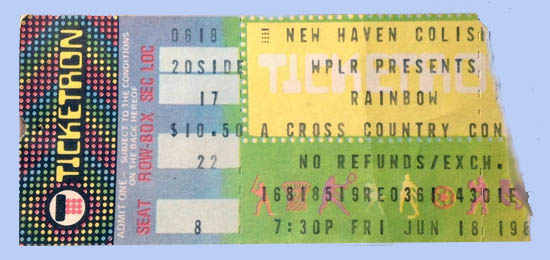 TICKETRON
ADMIT ONE— SUBJECT TO THE CONDITIONS
ON THE BACK HEREOF
SEAT ROW-BOX SEC LOC
0618
20SIDE
17
$10.50
22
8
NEW HAVEN COLIS
WPLR PRESENTS
RAINBOW
A CROSS COUNTRY CON
NO REFUNDS/EXCH.
7:30P FRI JUN 18 198